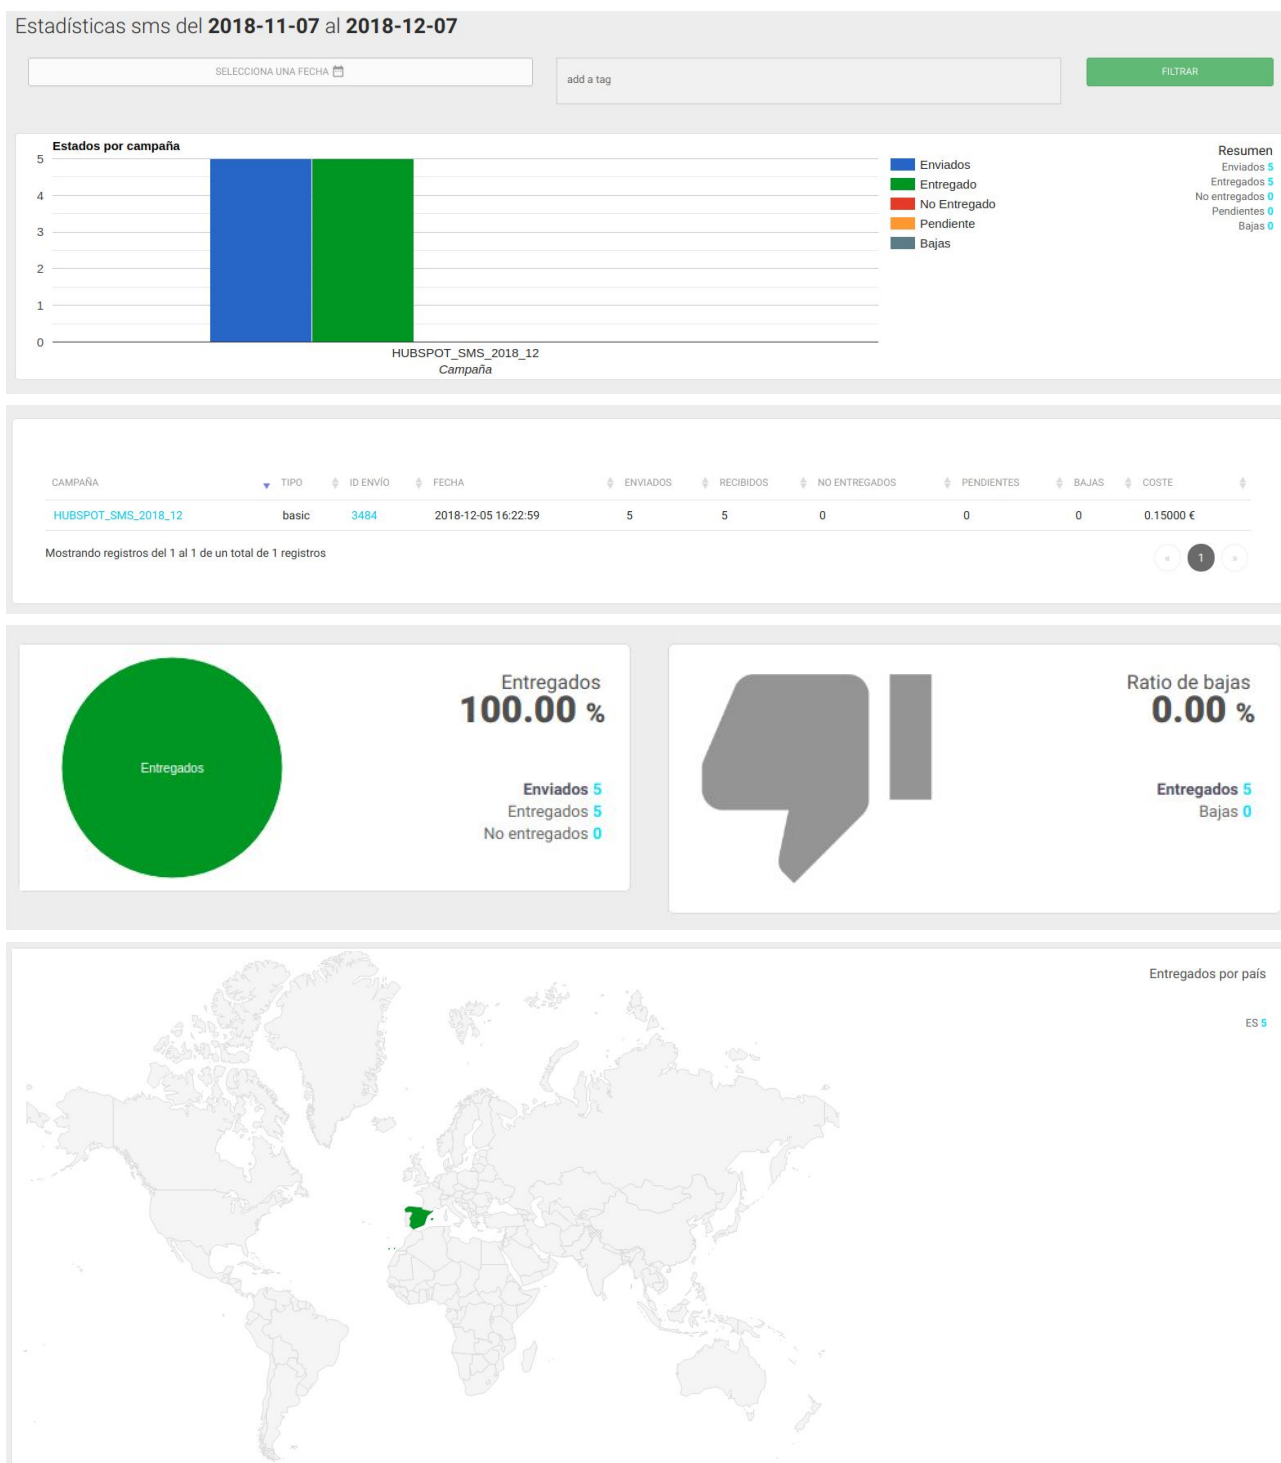 Estadísticas sms del 2018-11-07 al 2018-12-07
SELECCIONA UNA FECHA
add a tag
FILTRAR
Estados por campaña
5
4
3
2
1
0
HUBSPOT_SMS_2018_12
Campaña
Enviados
Entregado
No Entregado
Pendiente
Bajas
Resumen
Enviados 5
Entregados 5
No entregados 0
Pendientes 0
Bajas 0
CAMPAÑA TIPO ID ENVÍO FECHA ENVIADOS RECIBIDOS NO ENTREGADOS PENDIENTES BAJAS COSTE
HUBSPOT_SMS_2018_12 basic 3484 2018-12-05 16:22:59 5 5 0 0 0 0.15000 €
Mostrando registros del 1 al 1 de un total de 1 registros
« 1 »
Entregados
Entregados
100.00 %
Enviados 5
Entregados 5
No entregados 0
Ratio de bajas
0.00 %
Entregados 5
Bajas 0
Entregados por país
ES 5